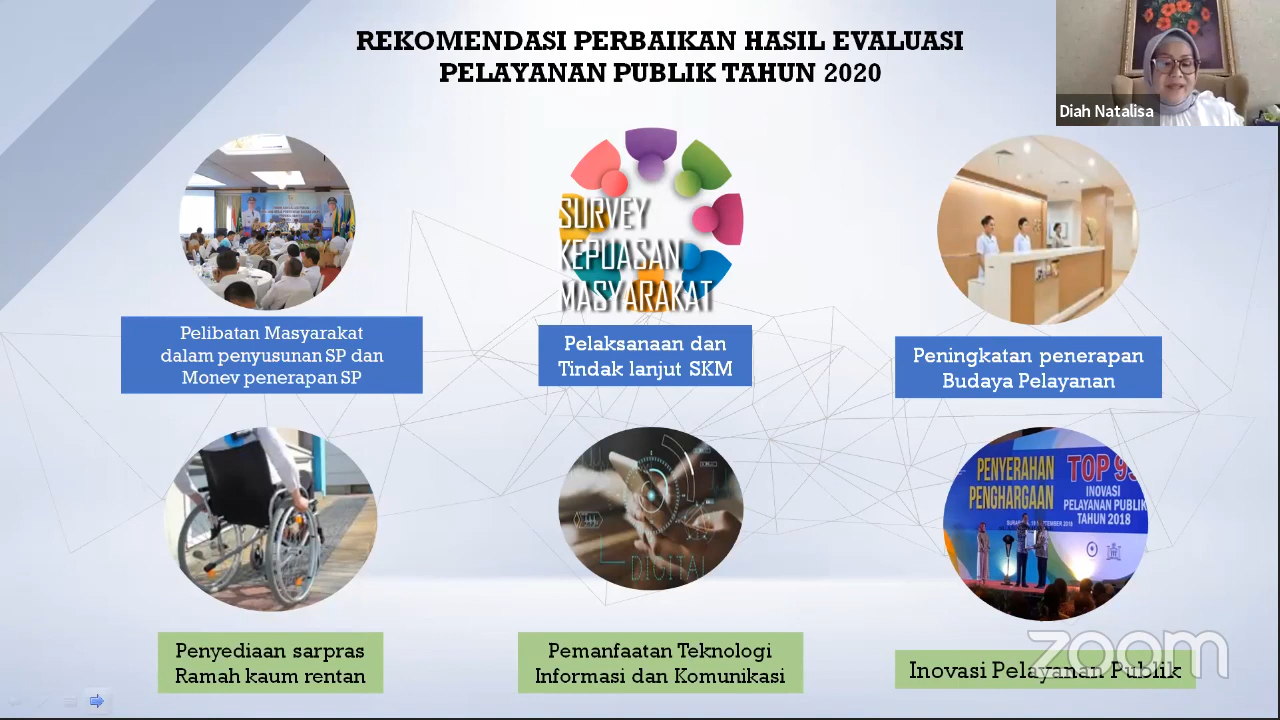 REKOMENDASI PERBAIKAN HASIL EVALUASI
PELAYANAN PUBLIK TAHUN 2020
Diah Natalisa
SURVEY
KEPUASAN
MASYARAKAT
Pelibatan Masyarakat
dalam penyusunan SP dan
Monev penerapan SP
Pelaksanaan dan
Tindak lanjut SKM
Peningkatan penerapan
Budaya Pelayanan
DIGITAL
PENYERAHAN
PENGHARGAAN
TOP 99
INOVASI
PELAYANAN PUBLIK
TAHUN 2018
Penyediaan sarpras
Ramah kaum rentan
Pemanfaatan Teknologi
Informasi dan Komunikasi
Inovasi Pelayanan Publik
zoom